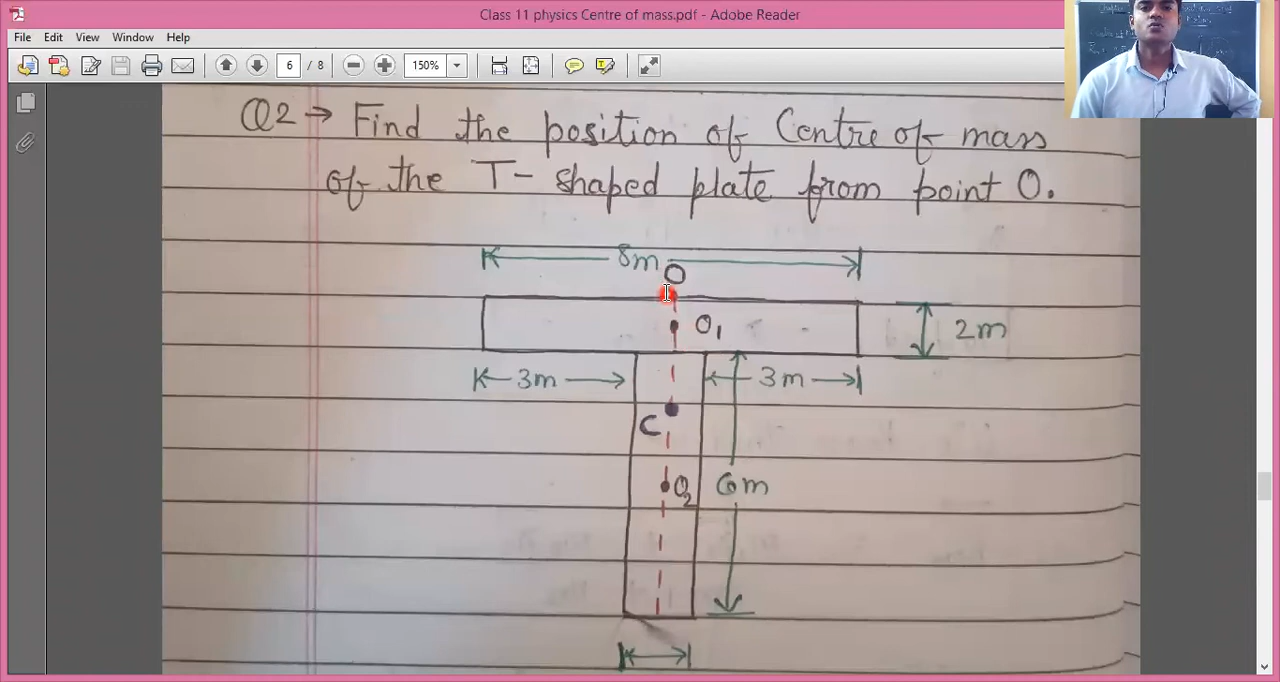 Class 11 physics Centre of mass.pdf - Adobe Reader
File Edit View Window Help
6 / 8 150%
Q2→ Find the position of Centre of mass
of the T- shaped plate from point O.
8m
O
O1
2m
3m 3m
C
O2 6m